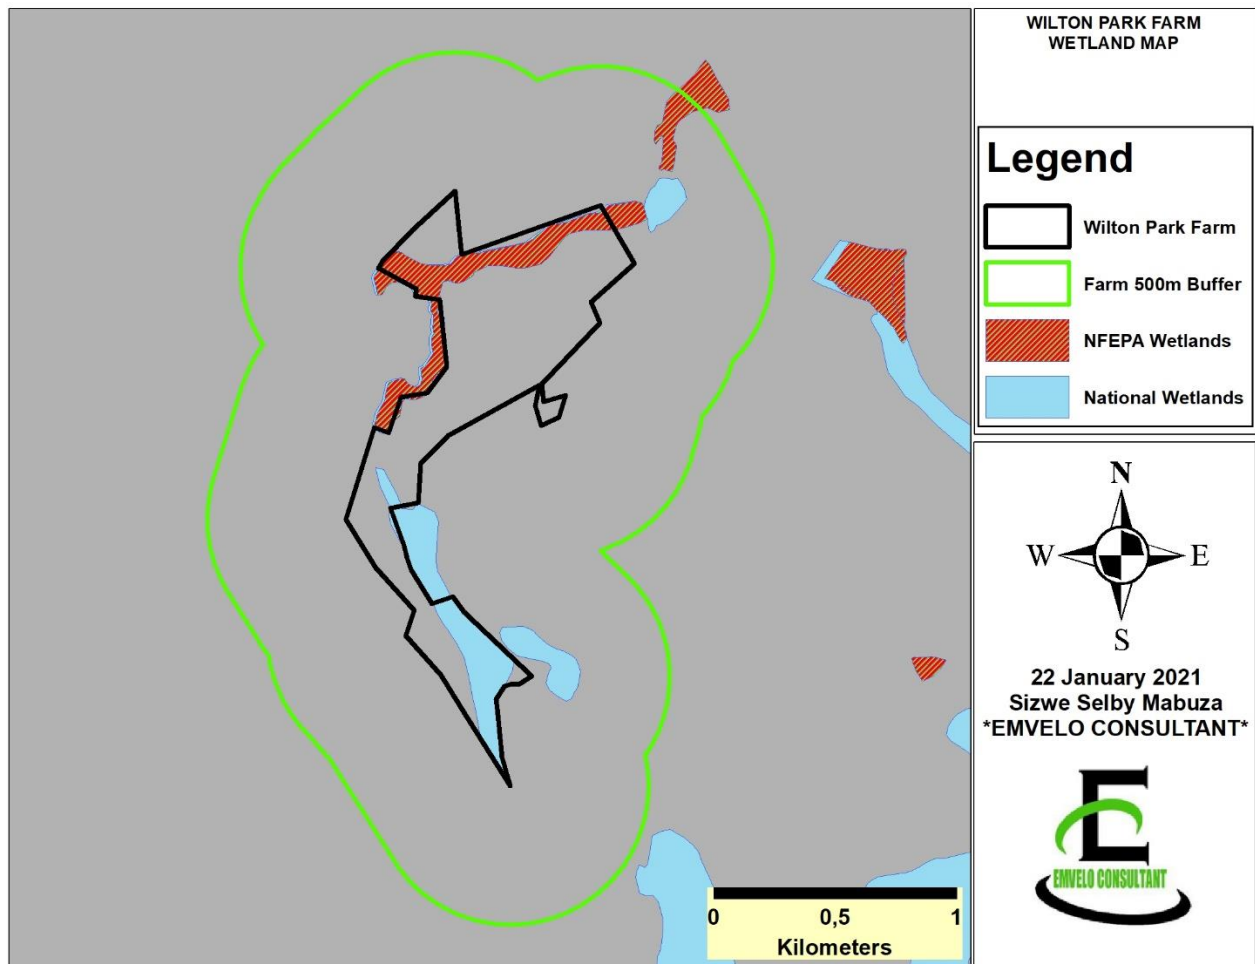 WILTON PARK FARM
WETLAND MAP
Legend
Wilton Park Farm
Farm 500m Buffer
NFEPA Wetlands
National Wetlands
N
W E
S
22 January 2021
Sizwe Selby Mabuza
*EMVELO CONSULTANT*
E
EMVELO CONSULTANT
0 0,5 1
Kilometers